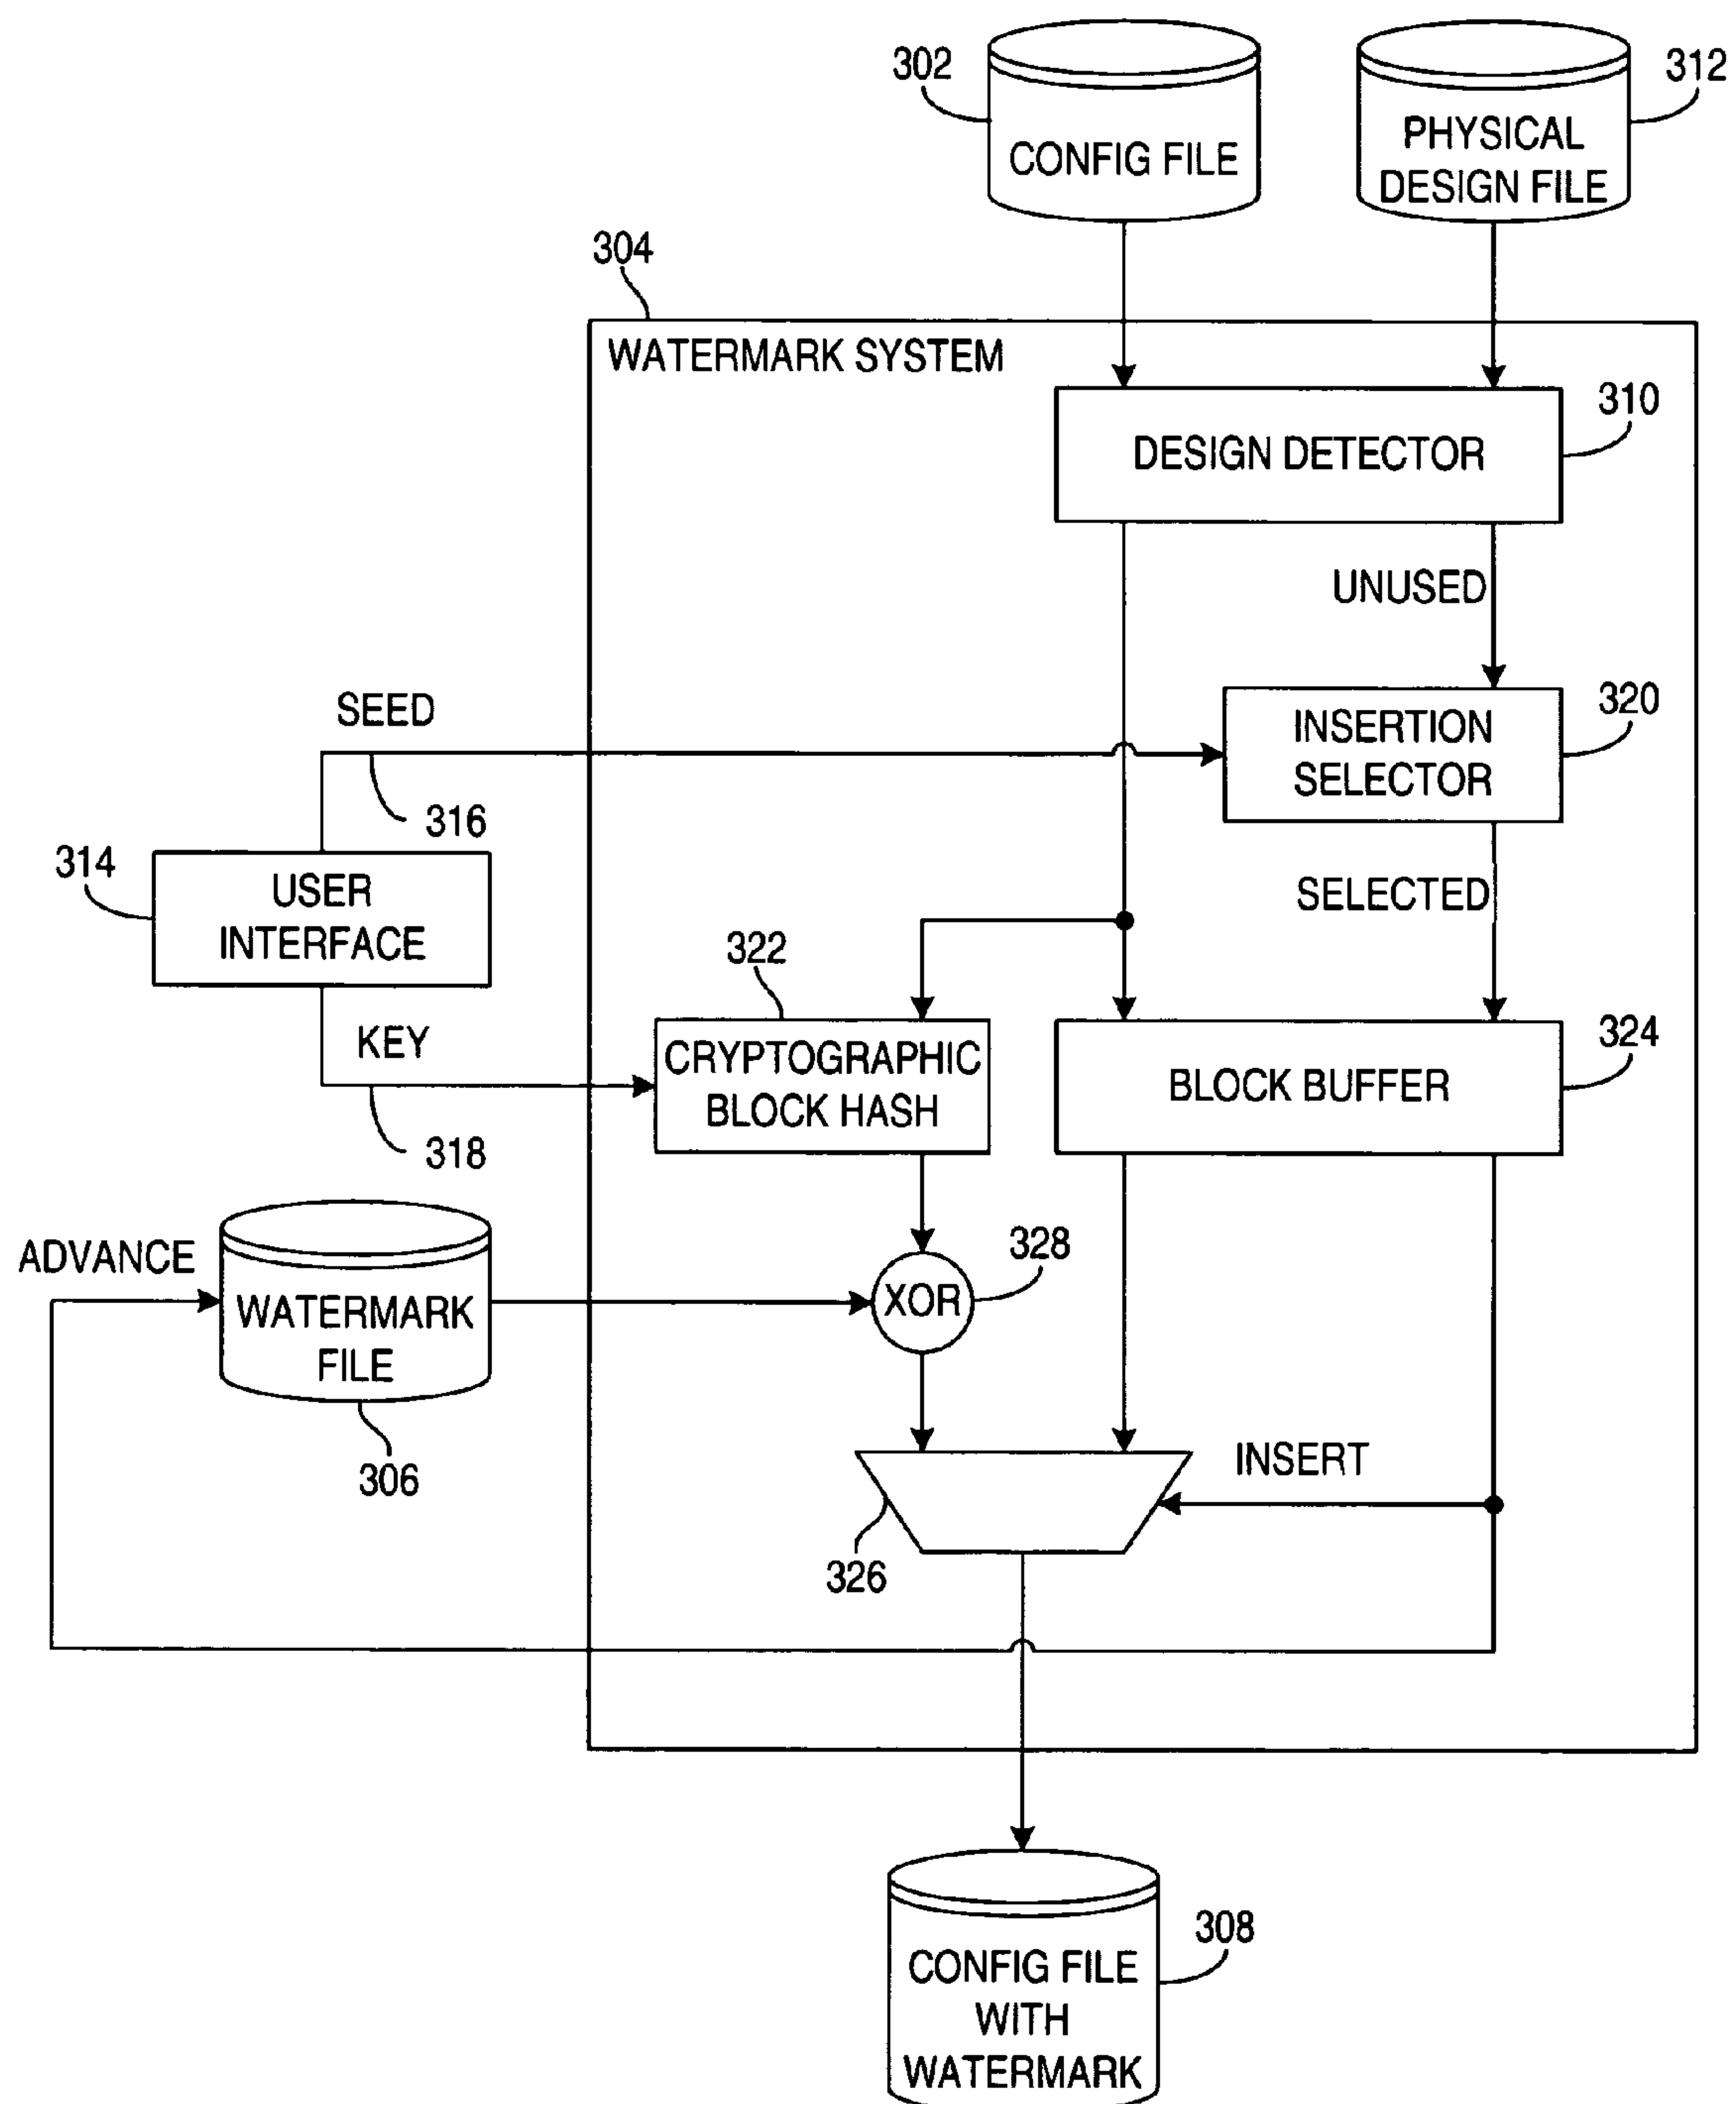 302
CONFIG FILE
PHYSICAL
DESIGN FILE
312
304
WATERMARK SYSTEM
DESIGN DETECTOR
310
UNUSED
SEED
316
INSERTION
SELECTOR
320
314
USER
INTERFACE
SELECTED
322
KEY
318
CRYPTOGRAPHIC
BLOCK HASH
BLOCK BUFFER
324
ADVANCE
WATERMARK
FILE
306
XOR
328
INSERT
326
CONFIG FILE
WITH
WATERMARK
308